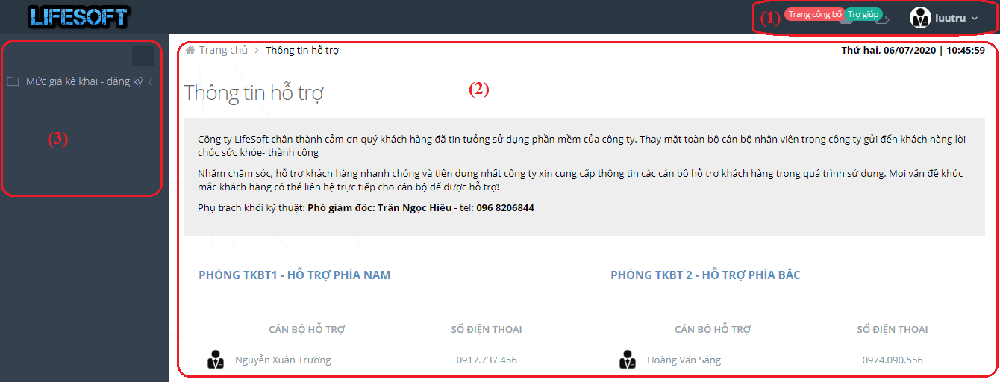 LIFESOFT
(1) Trang công bố Trợ giúp luutru
Trang chủ > Thông tin hỗ trợ
Thứ hai, 06/07/2020 | 10:45:59
Mức giá kê khai - đăng ký
(3)
Thông tin hỗ trợ
(2)
Công ty LifeSoft chân thành cảm ơn quý khách hàng đã tin tưởng sử dụng phần mềm của công ty. Thay mặt toàn bộ cán bộ nhân viên trong công ty gửi đến khách hàng lời
chúc sức khỏe- thành công
Nhằm chăm sóc, hỗ trợ khách hàng nhanh chóng và tiện dụng nhất công ty xin cung cấp thông tin các cán bộ hỗ trợ khách hàng trong quá trình sử dụng. Mọi vấn đề khúc
mắc khách hàng có thể liên hệ trực tiếp cho cán bộ để được hỗ trợ!
Phụ trách khối kỹ thuật: Phó giám đốc: Trần Ngọc Hiếu - tel: 096 8206844
PHÒNG TKBT1 - HỖ TRỢ PHÍA NAM
CÁN BỘ HỖ TRỢ SỐ ĐIỆN THOẠI
Nguyễn Xuân Trường 0917.737.456
PHÒNG TKBT 2 - HỖ TRỢ PHÍA BẮC
CÁN BỘ HỖ TRỢ SỐ ĐIỆN THOẠI
Hoàng Văn Sáng 0974.090.556